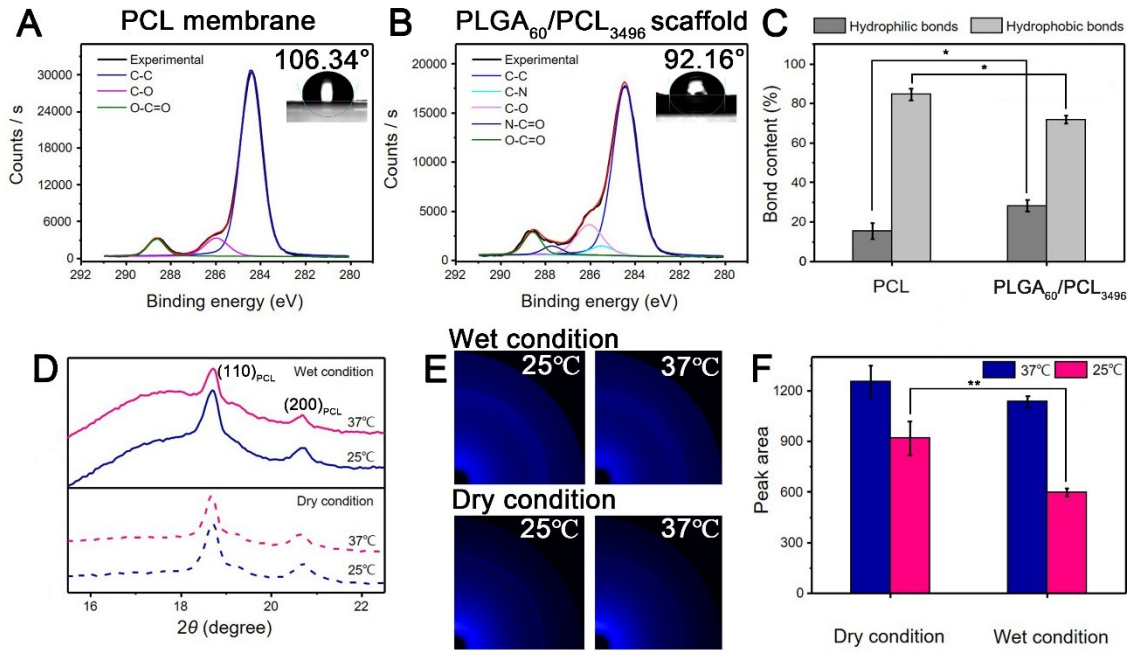 A
PCL membrane
106.34°
Experimental
C-C
C-O
O-C=O
Counts / s
30000
24000
18000
12000
6000
0
292 290 288 286 284 282 280
Binding energy (eV)
B
PLGA60/PCL3496 scaffold
92.16°
Experimental
C-C
C-N
C-O
N-C=O
O-C=O
Counts / s
20000
15000
10000
5000
0
292 290 288 286 284 282 280
Binding energy (eV)
C
Hydrophilic bonds
Hydrophobic bonds
*
*
Bond content (%)
80
60
40
20
0
PCL
PLGA60/PCL3496
D
Wet condition
(110)PCL
(200)PCL
37℃
25℃
Dry condition
37℃
25℃
16 18 20 22
2θ (degree)
E
Wet condition
25℃
37℃
Dry condition
25℃
37℃
F
37℃
25℃
**
Peak area
1200
900
600
300
0
Dry condition
Wet condition